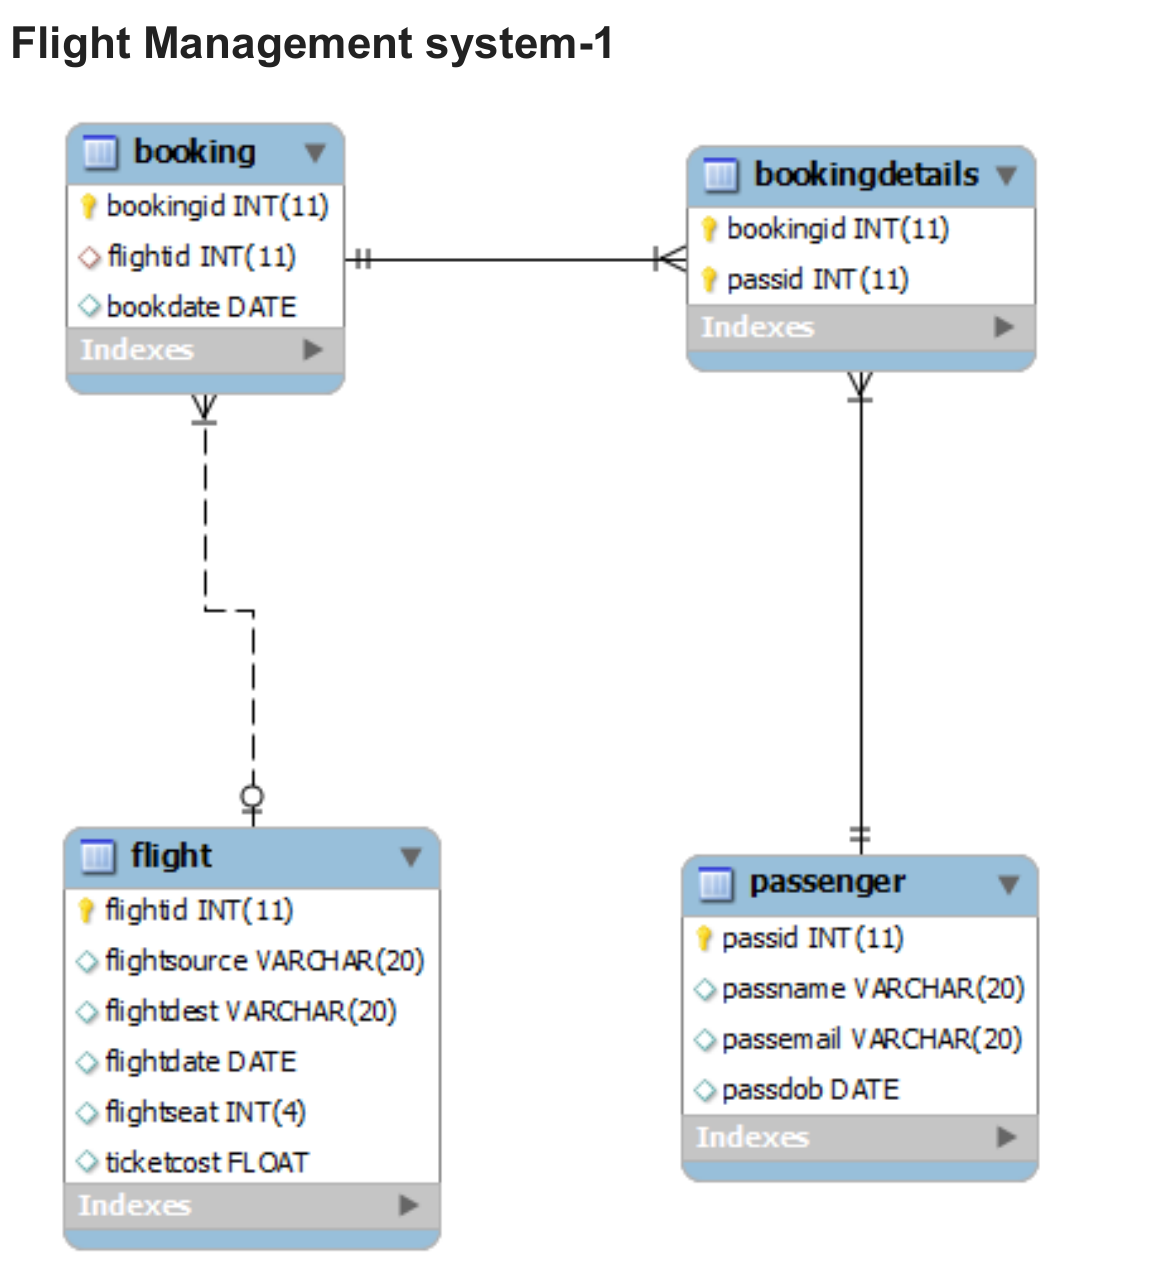 Flight Management system-1
booking
bookingid INT(11)
flightid INT(11)
bookdate DATE
Indexes
bookingdetails
bookingid INT(11)
passid INT(11)
Indexes
flight
flightid INT(11)
flightsource VARCHAR(20)
flightdest VARCHAR(20)
flightdate DATE
flightseat INT(4)
ticketcost FLOAT
Indexes
passenger
passid INT(11)
passname VARCHAR(20)
passemail VARCHAR(20)
passdob DATE
Indexes